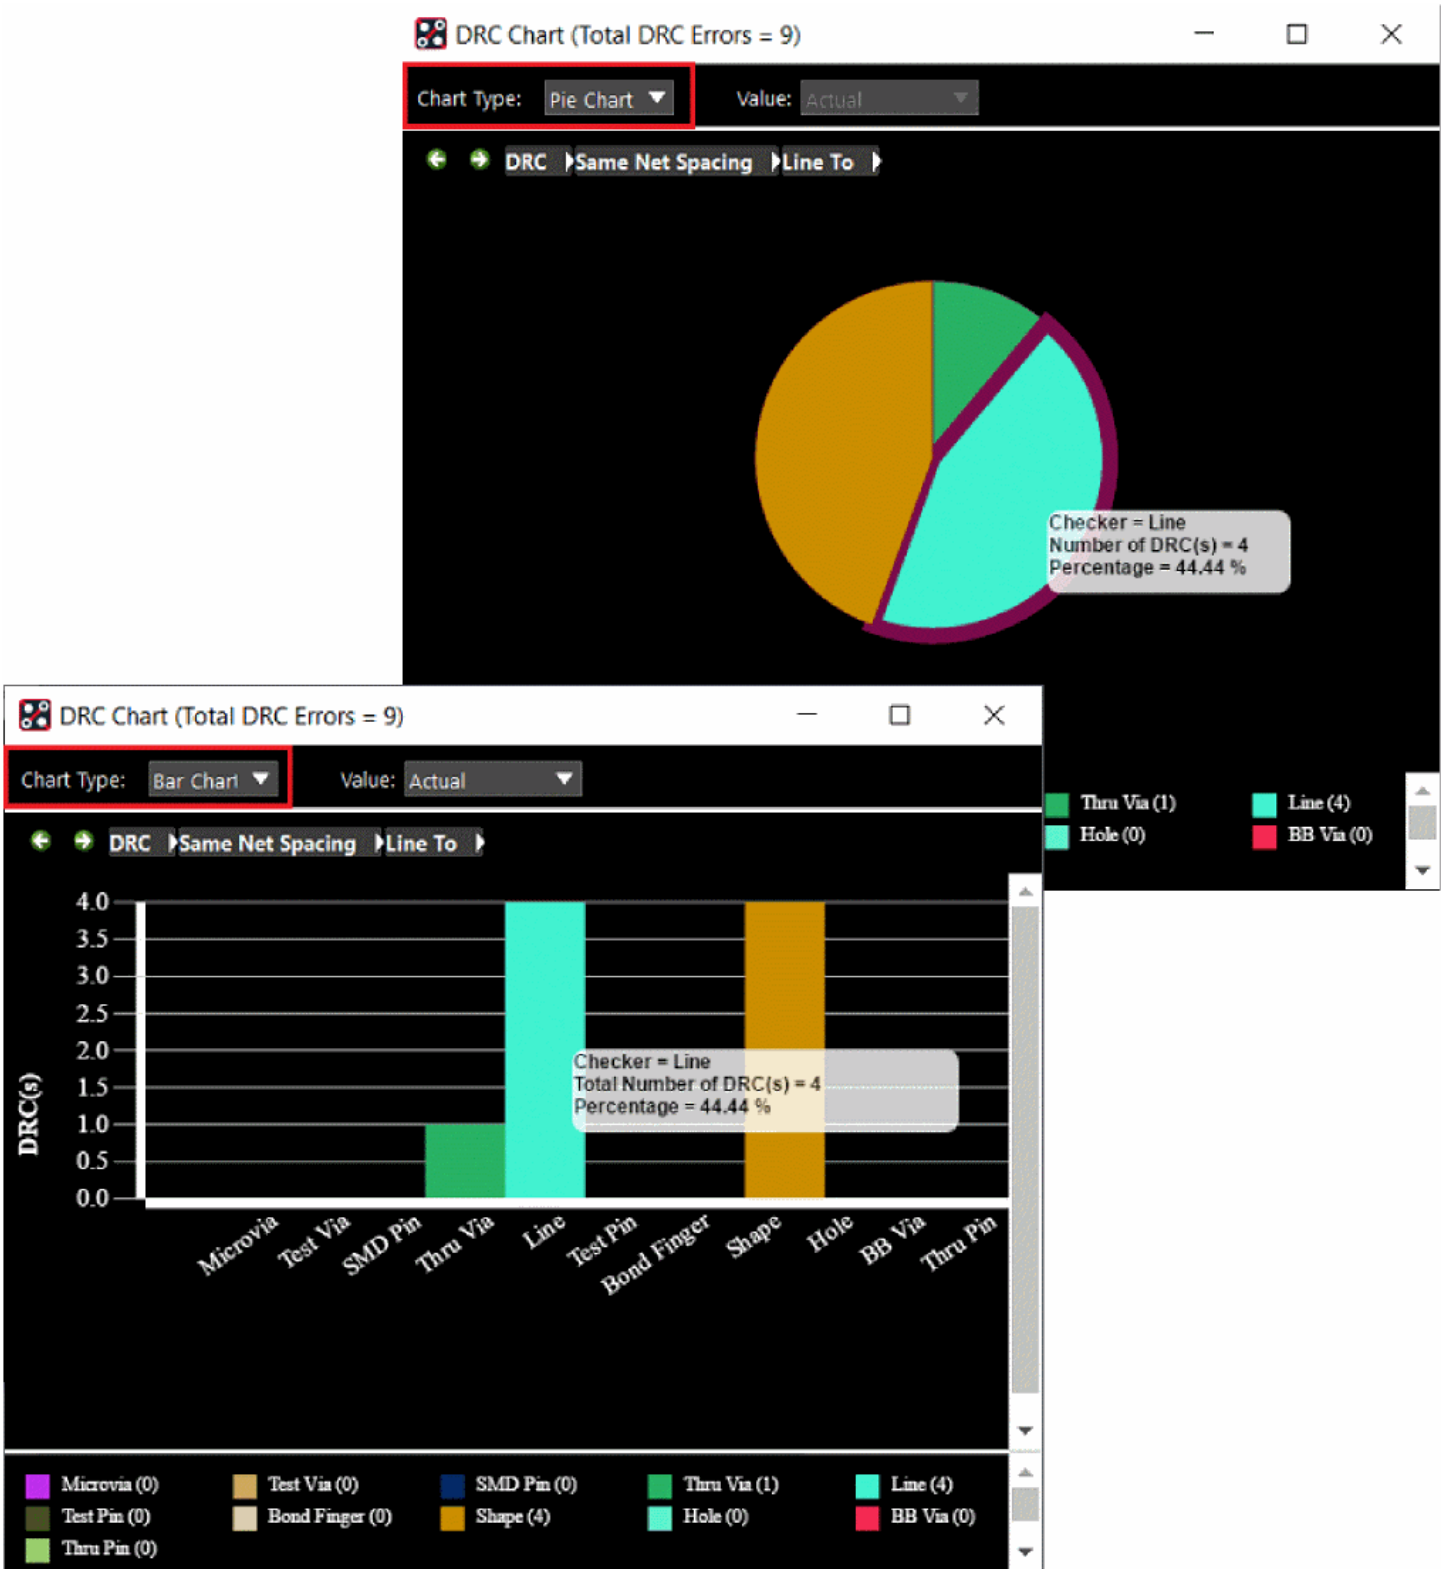 DRC Chart (Total DRC Errors = 9)
Chart Type: Pie Chart Value: Actual
DRC Same Net Spacing Line To
Checker = Line
Number of DRC(s) = 4
Percentage = 44.44 %
Thru Via (1) Line (4)
Hole (0) BB Via (0)
DRC Chart (Total DRC Errors = 9)
Chart Type: Bar Chart Value: Actual
DRC Same Net Spacing Line To
4.0
3.5
3.0
2.5
2.0
1.5
1.0
0.5
0.0
DRC(s)
Checker = Line
Total Number of DRC(s) = 4
Percentage = 44.44 %
Microvia Test Via SMD Pin Thru Via Line Test Pin Bond Finger Shape Hole BB Via Thru Pin
Microvia (0) Test Via (0) SMD Pin (0) Thru Via (1) Line (4)
Test Pin (0) Bond Finger (0) Shape (4) Hole (0) BB Via (0)
Thru Pin (0)